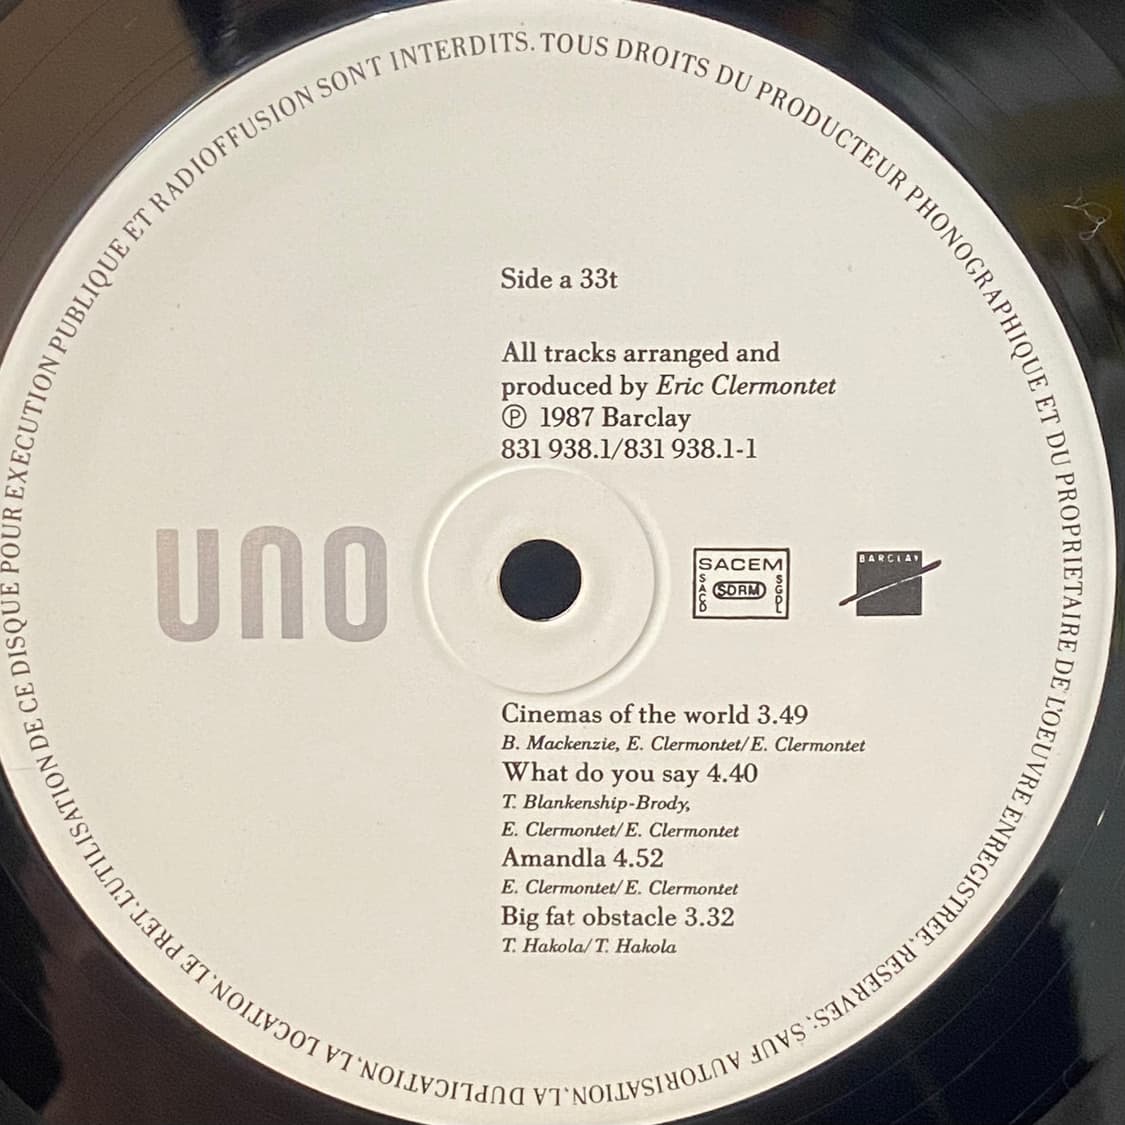 TOUS DROITS DU PRODUCTEUR PHONOGRAPHIQUE ET DU PROPRIETAIRE DE L'OEUVRE ENREGISTREE. RESERVES; SAUF AUTORISATION. LA DUPLICATION. LA LOCATION. LE PRET. L'UTILISATION DE CE DISQUE POUR EXECUTION PUBLIQUE ET RADIOFFUSION SONT INTERDITS.
Side a 33t
All tracks arranged and
produced by Eric Clermontet
℗ 1987 Barclay
831 938.1/831 938.1-1
UNO
SACEM
SACD
SDRM
SGDL
BARCLAY
Cinemas of the world 3.49
B. Mackenzie, E. Clermontet/E. Clermontet
What do you say 4.40
T. Blankenship-Brody,
E. Clermontet/E. Clermontet
Amandla 4.52
E. Clermontet/E. Clermontet
Big fat obstacle 3.32
T. Hakola/T. Hakola